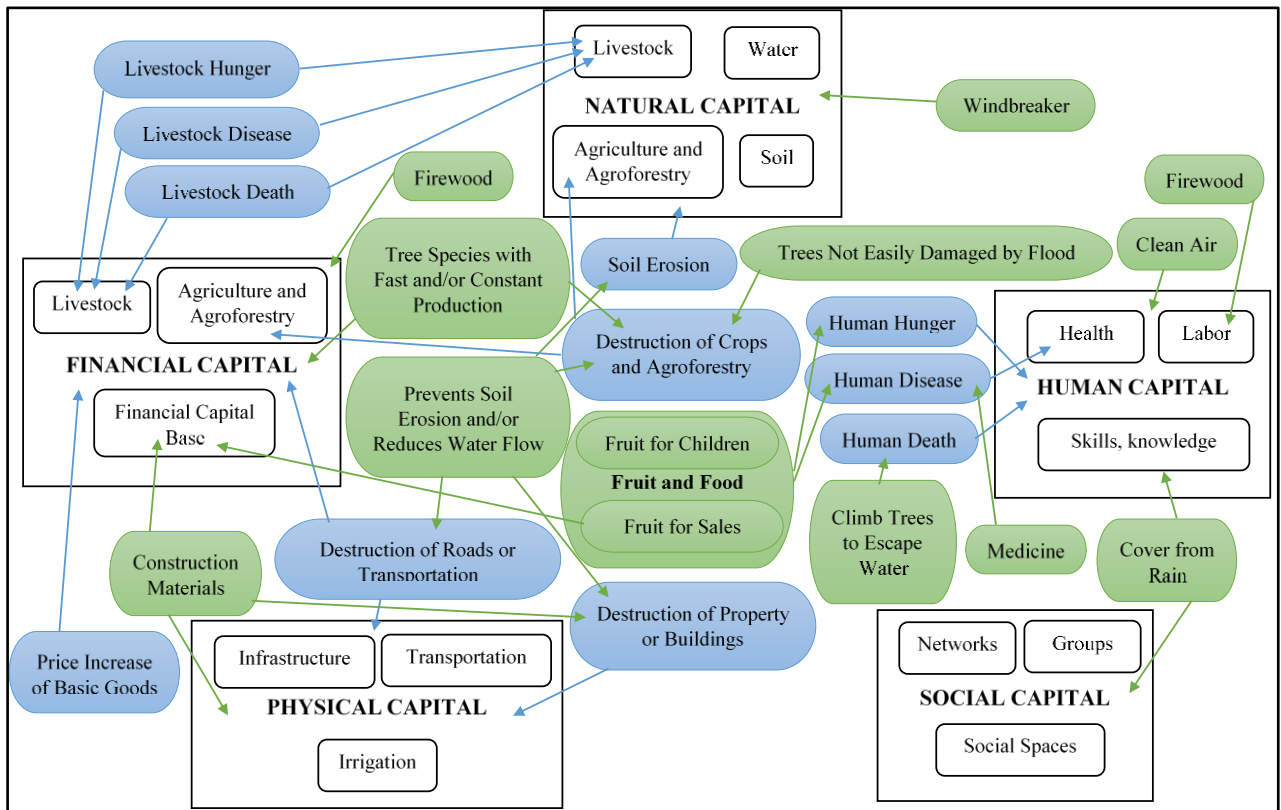 Livestock Hunger
Livestock
Water
NATURAL CAPITAL
Windbreaker
Livestock Disease
Agriculture and
Agroforestry
Soil
Livestock Death
Firewood
Firewood
Tree Species with
Fast and/or Constant
Production
Soil Erosion
Trees Not Easily Damaged by Flood
Clean Air
Livestock
Agriculture and
Agroforestry
FINANCIAL CAPITAL
Financial Capital
Base
Destruction of Crops
and Agroforestry
Human Hunger
Human Disease
Human Death
Health
Labor
HUMAN CAPITAL
Skills, knowledge
Prevents Soil
Erosion and/or
Reduces Water Flow
Fruit for Children
Fruit and Food
Fruit for Sales
Climb Trees
to Escape
Water
Medicine
Cover from
Rain
Construction
Materials
Destruction of Roads or
Transportation
Destruction of Property
or Buildings
Price Increase
of Basic Goods
Infrastructure
Transportation
PHYSICAL CAPITAL
Irrigation
Networks
Groups
SOCIAL CAPITAL
Social Spaces